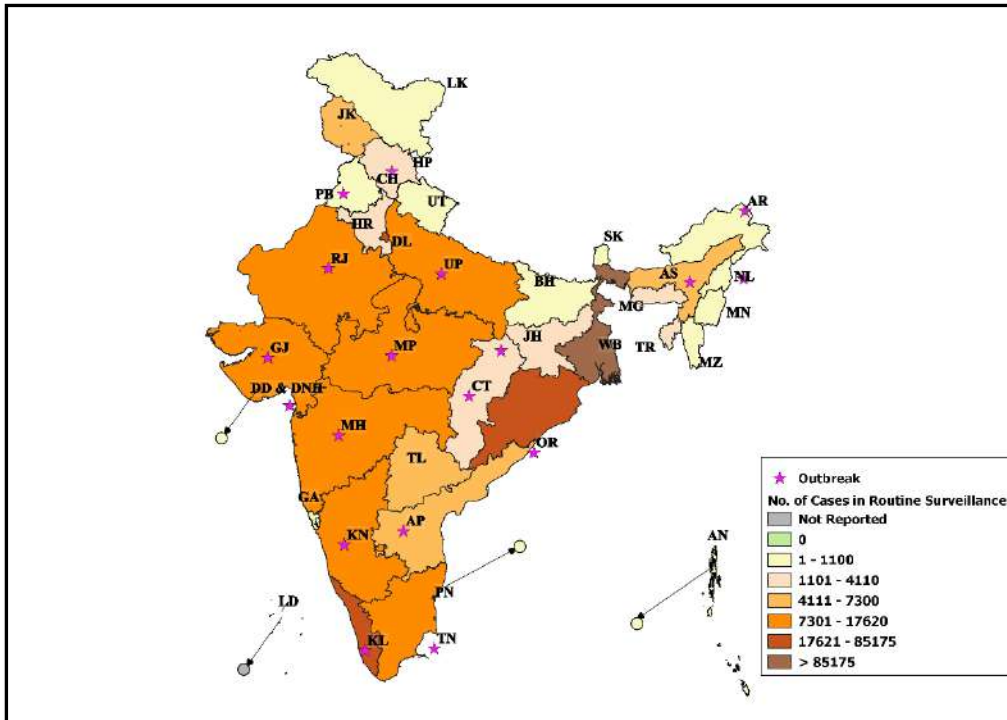 LK
JK
HP
CH
PB
UT
HR
DL
AR
SK
RJ
UP
AS
NL
BH
MG
MN
JH
WB
TR
GJ
MP
MZ
DD & DNH
CT
MH
OR
TL
GA
AP
KN
AN
PN
LD
KL
TN
Outbreak
No. of Cases in Routine Surveillance
Not Reported
0
1 - 1100
1101 - 4110
4111 - 7300
7301 - 17620
17621 - 85175
> 85175